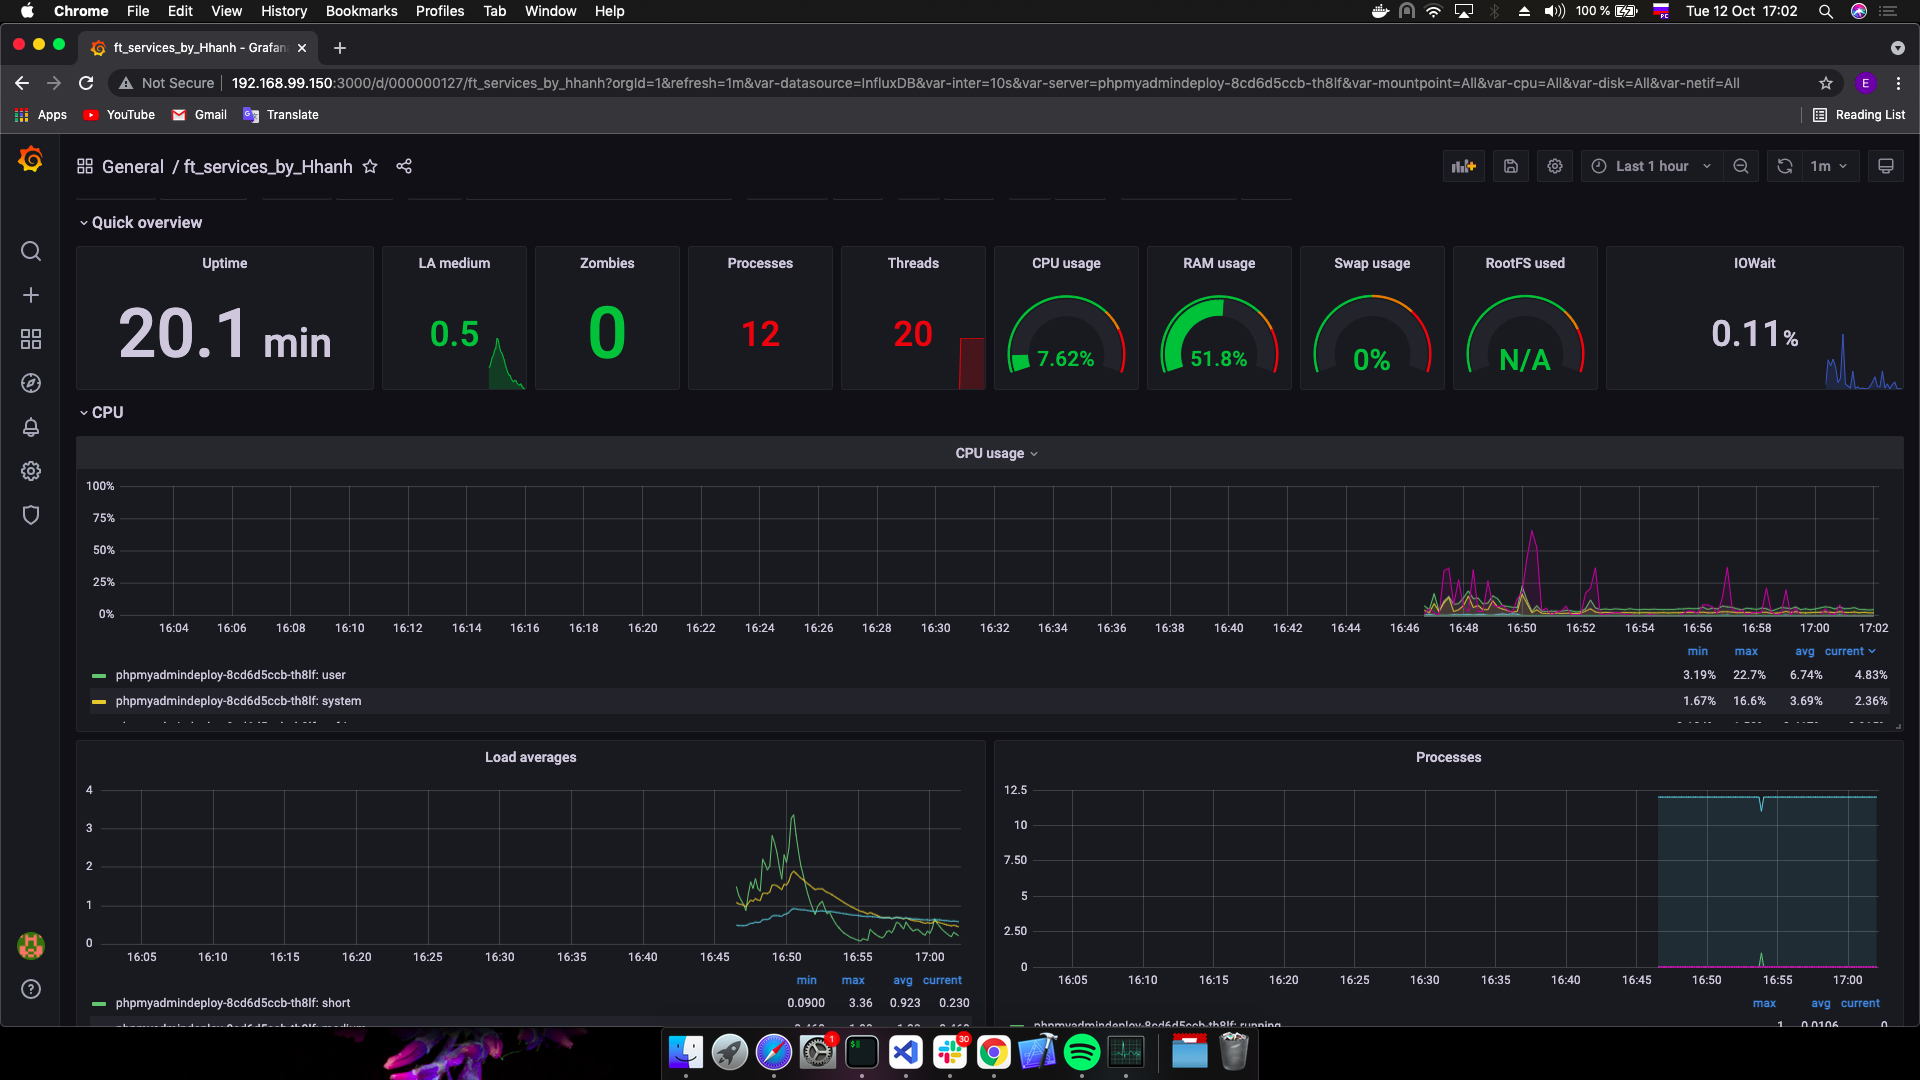 Chrome File Edit View History Bookmarks Profiles Tab Window Help 100 % РС Tue 12 Oct 17:02
ft_services_by_Hhanh - Grafan
Not Secure 192.168.99.150:3000/d/000000127/ft_services_by_hhanh?orgId=1&refresh=1m&var-datasource=InfluxDB&var-inter=10s&var-server=phpmyadmindeploy-8cd6d5ccb-th8lf&var-mountpoint=All&var-cpu=All&var-disk=All&var-netif=All E
Apps YouTube Gmail Translate Reading List
General / ft_services_by_Hhanh Last 1 hour 1m
Quick overview
Uptime LA medium Zombies Processes Threads CPU usage RAM usage Swap usage RootFS used IOWait
20.1 min 0.5 0 12 20 7.62% 51.8% 0% N/A 0.11%
CPU
CPU usage
100%
75%
50%
25%
0%
16:04 16:06 16:08 16:10 16:12 16:14 16:16 16:18 16:20 16:22 16:24 16:26 16:28 16:30 16:32 16:34 16:36 16:38 16:40 16:42 16:44 16:46 16:48 16:50 16:52 16:54 16:56 16:58 17:00 17:02
min max avg current
phpmyadmindeploy-8cd6d5ccb-th8lf: user 3.19% 22.7% 6.74% 4.83%
phpmyadmindeploy-8cd6d5ccb-th8lf: system 1.67% 16.6% 3.69% 2.36%
Load averages
4
3
2
1
0
16:05 16:10 16:15 16:20 16:25 16:30 16:35 16:40 16:45 16:50 16:55 17:00
min max avg current
phpmyadmindeploy-8cd6d5ccb-th8lf: short 0.0900 3.36 0.923 0.230
Processes
12.5
10
7.50
5
2.50
0
16:05 16:10 16:15 16:20 16:25 16:30 16:35 16:40 16:45 16:50 16:55 17:00
max avg current
phpmyadmindeploy-8cd6d5ccb-th8lf: running 1 0.0106 0
1 30